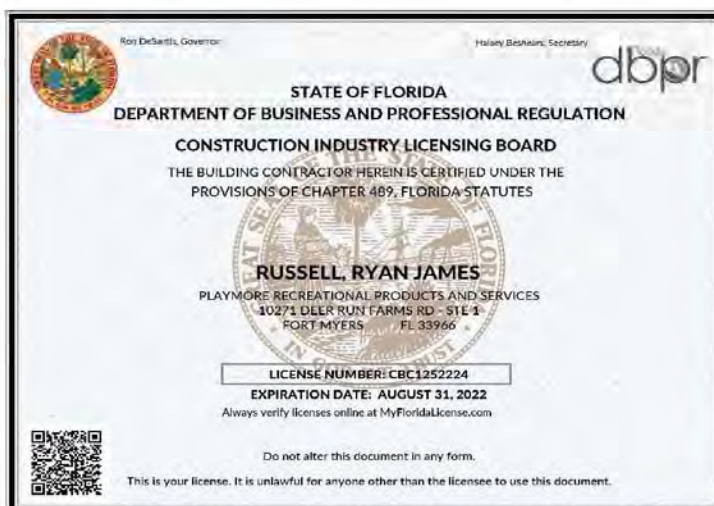 Ron DeSantis, Governor
Halsey Beshears, Secretary
dbpr
STATE OF FLORIDA
DEPARTMENT OF BUSINESS AND PROFESSIONAL REGULATION
CONSTRUCTION INDUSTRY LICENSING BOARD
THE BUILDING CONTRACTOR HEREIN IS CERTIFIED UNDER THE
PROVISIONS OF CHAPTER 489, FLORIDA STATUTES
RUSSELL, RYAN JAMES
PLAYMORE RECREATIONAL PRODUCTS AND SERVICES
10271 DEER RUN FARMS RD - STE 1
FORT MYERS FL 33966
LICENSE NUMBER: CBC1252224
EXPIRATION DATE: AUGUST 31, 2022
Always verify licenses online at MyFloridaLicense.com
Do not alter this document in any form.
This is your license. It is unlawful for anyone other than the licensee to use this document.